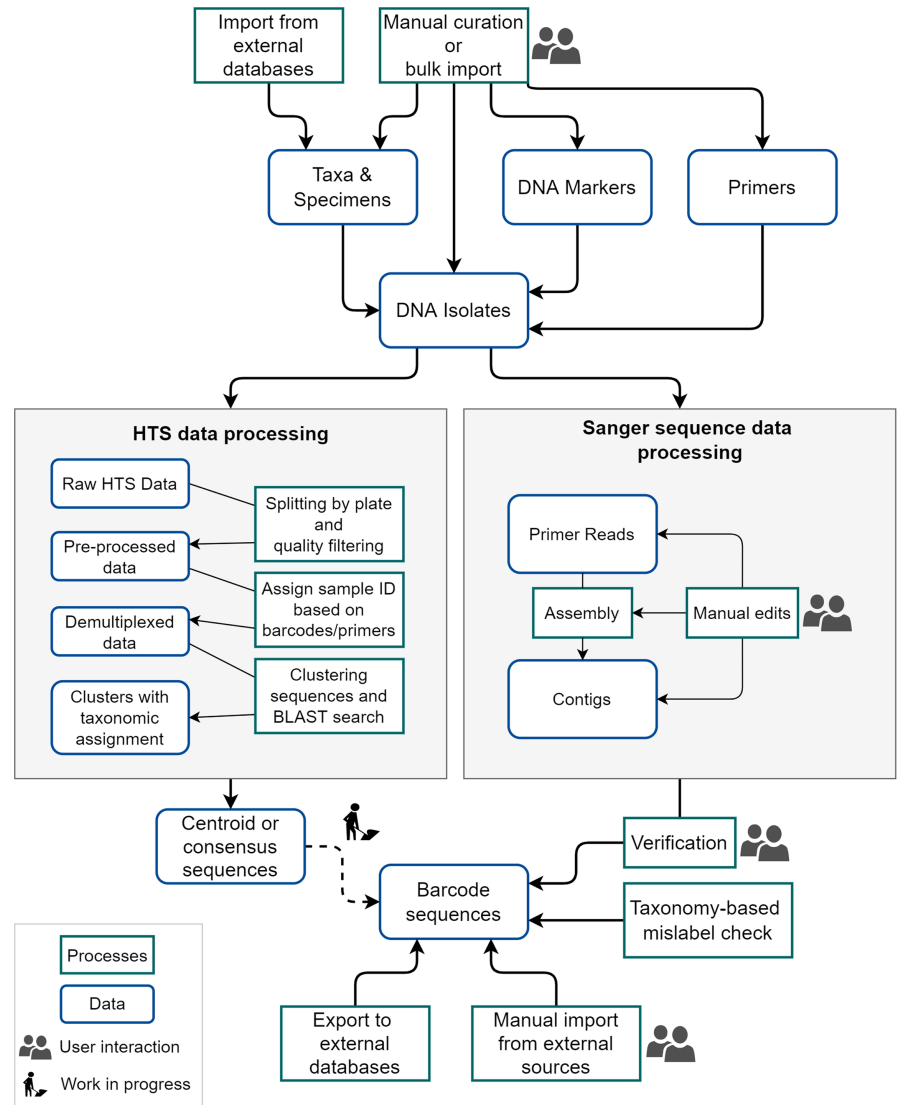 Import from
external
databases
Manual curation
or
bulk import
Taxa &
Specimens
DNA Markers
Primers
DNA Isolates
HTS data processing
Raw HTS Data
Splitting by plate
and
quality filtering
Pre-processed
data
Assign sample ID
based on
barcodes/primers
Demultiplexed
data
Clustering
sequences and
BLAST search
Clusters with
taxonomic
assignment
Sanger sequence data
processing
Primer Reads
Assembly
Manual edits
Contigs
Centroid or
consensus
sequences
Verification
Barcode
sequences
Taxonomy-based
mislabel check
Export to
external
databases
Manual import
from external
sources
Processes
Data
User interaction
Work in progress